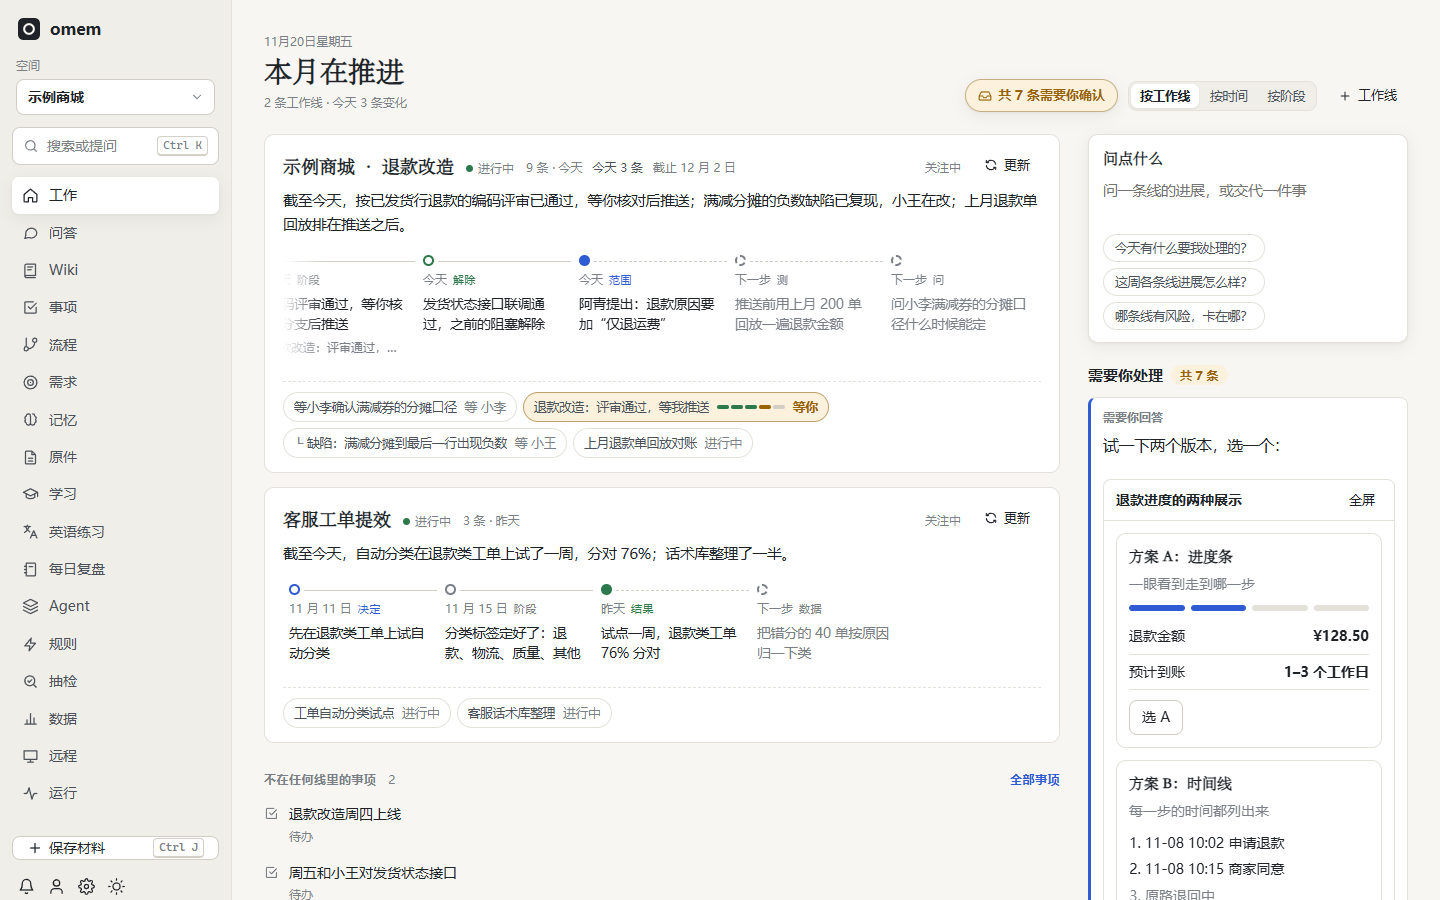 omem
空间
示例商城
搜索或提问 Ctrl K
工作
问答
Wiki
事项
流程
需求
记忆
原件
学习
英语练习
每日复盘
Agent
规则
抽检
数据
远程
运行
+ 保存材料 Ctrl J
11月20日星期五
本月在推进
2 条工作线 · 今天 3 条变化
共 7 条需要你确认
按工作线 按时间 按阶段
+ 工作线
示例商城 · 退款改造 进行中 9 条 · 今天 今天 3 条 截止 12 月 2 日 关注中 更新
截至今天，按已发货行退款的编码评审已通过，等你核对后推送；满减分摊的负数缺陷已复现，小王在改；上月退款单
回放排在推送之后。
阶段
评审通过，等你核
支后推送
改造：评审通过，...
今天 解除
发货状态接口联调通
过，之前的阻塞解除
今天 范围
阿青提出：退款原因要
加“仅退运费”
下一步 测
推送前用上月 200 单
回放一遍退款金额
下一步 问
问小李满减券的分摊口
径什么时候能定
等小李确认满减券的分摊口径 等 小李
退款改造：评审通过，等我推送 等你
└ 缺陷：满减分摊到最后一行出现负数 等 小王
上月退款单回放对账 进行中
客服工单提效 进行中 3 条 · 昨天 关注中 更新
截至今天，自动分类在退款类工单上试了一周，分对 76%；话术库整理了一半。
11 月 11 日 决定
先在退款类工单上试自
动分类
11 月 15 日 阶段
分类标签定好了：退
款、物流、质量、其他
昨天 结果
试点一周，退款类工单
76% 分对
下一步 数据
把错分的 40 单按原因
归一下类
工单自动分类试点 进行中
客服话术库整理 进行中
不在任何线里的事项 2 全部事项
退款改造周四上线
待办
周五和小王对发货状态接口
待办
问点什么
问一条线的进展，或交代一件事
今天有什么要我处理的？
这周各条线进展怎么样？
哪条线有风险，卡在哪？
需要你处理 共 7 条
需要你回答
试一下两个版本，选一个：
退款进度的两种展示 全屏
方案 A：进度条
一眼看到走到哪一步
退款金额 ¥128.50
预计到账 1–3 个工作日
选 A
方案 B：时间线
每一步的时间都列出来
1. 11-08 10:02 申请退款
2. 11-08 10:15 商家同意
3. 原路退回中